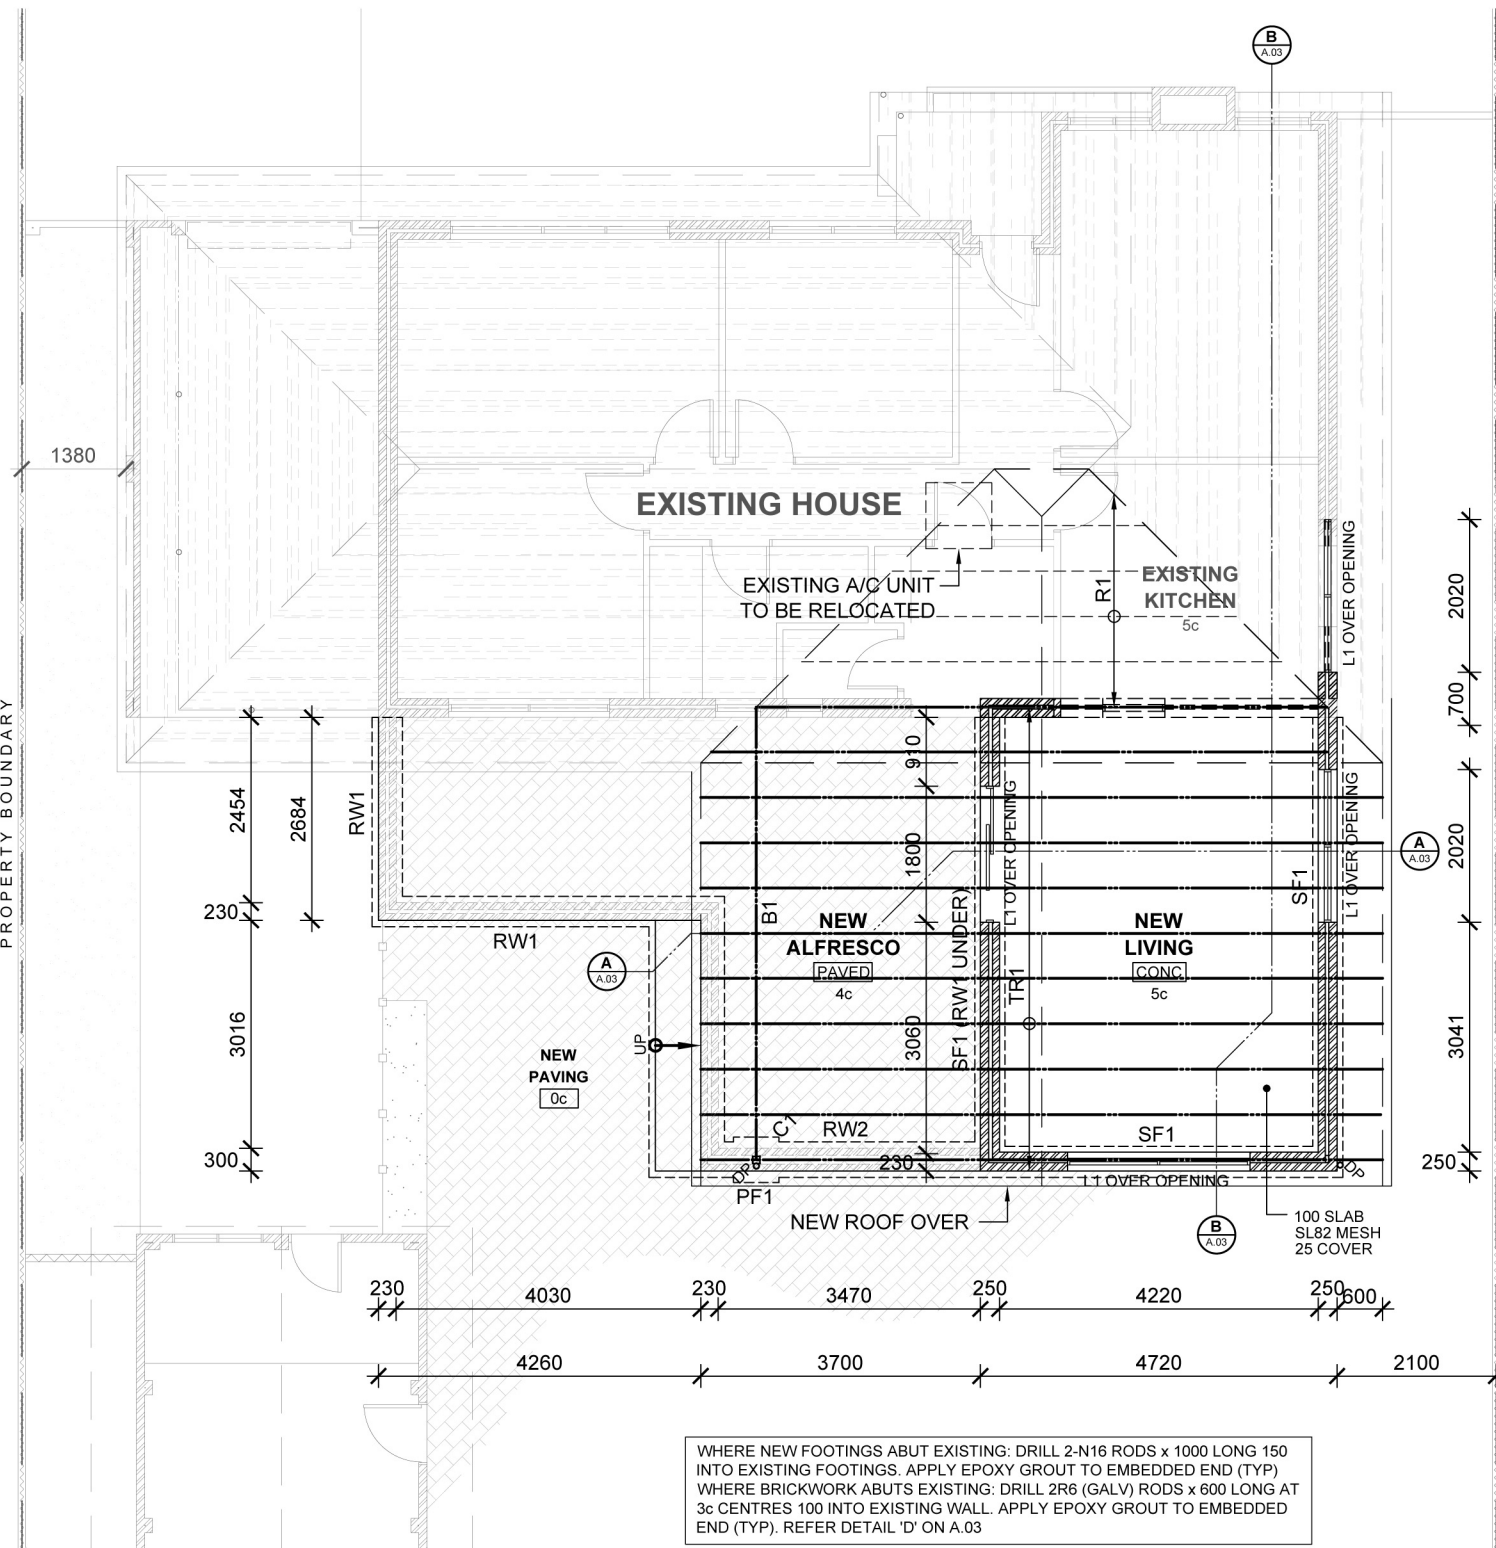 B
A.03
1380
EXISTING HOUSE
EXISTING A/C UNIT
TO BE RELOCATED
R1
EXISTING
KITCHEN
5c
L1 OVER OPENING
2020
700
PROPERTY BOUNDARY
2454
2684
RW1
910
1800
L1 OVER OPENING
L1 OVER OPENING
2020
A
A.03
230
RW1
B1
NEW
ALFRESCO
PAVED
4c
SF1 (RW1 UNDER)
TR1
NEW
LIVING
CONC
5c
SF1
A
A.03
3016
UP
3060
3041
NEW
PAVING
0c
C1
RW2
SF1
300
DP
230
DP
250
PF1
L1 OVER OPENING
NEW ROOF OVER
B
A.03
100 SLAB
SL82 MESH
25 COVER
230
4030
230
3470
250
4220
250
600
4260
3700
4720
2100
WHERE NEW FOOTINGS ABUT EXISTING: DRILL 2-N16 RODS x 1000 LONG 150
INTO EXISTING FOOTINGS. APPLY EPOXY GROUT TO EMBEDDED END (TYP)
WHERE BRICKWORK ABUTS EXISTING: DRILL 2R6 (GALV) RODS x 600 LONG AT
3c CENTRES 100 INTO EXISTING WALL. APPLY EPOXY GROUT TO EMBEDDED
END (TYP). REFER DETAIL 'D' ON A.03